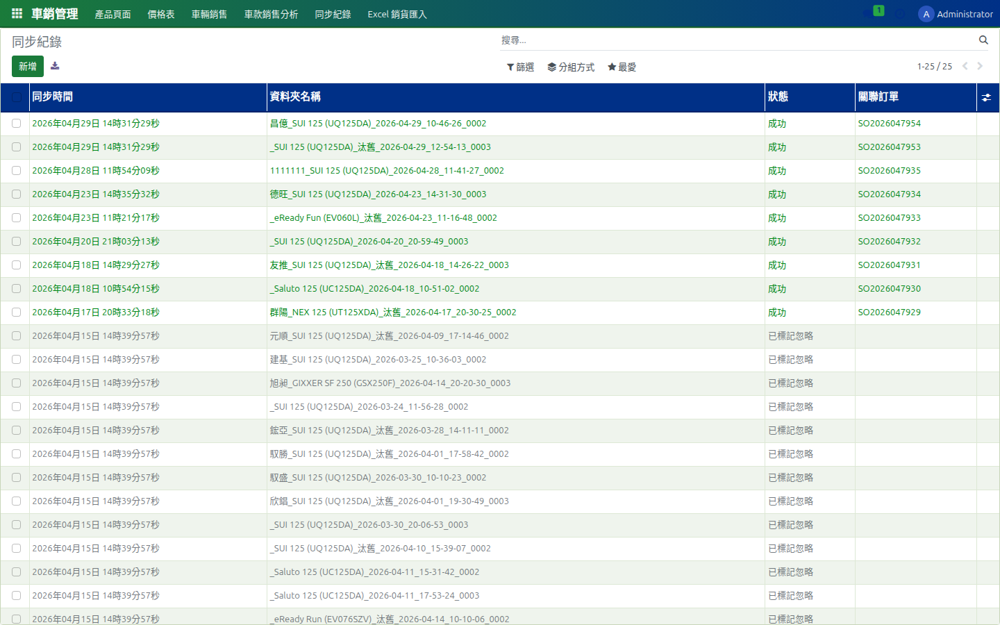 車銷管理 產品頁面 價格表 車輛銷售 車款銷售分析 同步紀錄 Excel 銷貨匯入 1 A Administrator
同步紀錄 搜尋...
新增 篩選 分組方式 最愛 1-25 / 25
同步時間 資料夾名稱 狀態 關聯訂單
2026年04月29日 14時31分29秒 昌億_SUI 125 (UQ125DA)_2026-04-29_10-46-26_0002 成功 SO2026047954
2026年04月29日 14時31分29秒 _SUI 125 (UQ125DA)_汰舊_2026-04-29_12-54-13_0003 成功 SO2026047953
2026年04月28日 11時54分09秒 1111111_SUI 125 (UQ125DA)_2026-04-28_11-41-27_0002 成功 SO2026047935
2026年04月23日 14時35分32秒 德旺_SUI 125 (UQ125DA)_2026-04-23_14-31-30_0003 成功 SO2026047934
2026年04月23日 11時21分17秒 _eReady Fun (EV060L)_汰舊_2026-04-23_11-16-48_0002 成功 SO2026047933
2026年04月20日 21時03分13秒 _SUI 125 (UQ125DA)_2026-04-20_20-59-49_0003 成功 SO2026047932
2026年04月18日 14時29分27秒 友推_SUI 125 (UQ125DA)_汰舊_2026-04-18_14-26-22_0003 成功 SO2026047931
2026年04月18日 10時54分15秒 _Saluto 125 (UC125DA)_2026-04-18_10-51-02_0002 成功 SO2026047930
2026年04月17日 20時33分18秒 群陽_NEX 125 (UT125XDA)_汰舊_2026-04-17_20-30-25_0002 成功 SO2026047929
2026年04月15日 14時39分57秒 元順_SUI 125 (UQ125DA)_汰舊_2026-04-09_17-14-46_0002 已標記忽略
2026年04月15日 14時39分57秒 建基_SUI 125 (UQ125DA)_2026-03-25_10-36-03_0002 已標記忽略
2026年04月15日 14時39分57秒 旭昶_GIXXER SF 250 (GSX250F)_2026-04-14_20-20-30_0003 已標記忽略
2026年04月15日 14時39分57秒 _SUI 125 (UQ125DA)_2026-03-24_11-56-28_0002 已標記忽略
2026年04月15日 14時39分57秒 鋐亞_SUI 125 (UQ125DA)_汰舊_2026-03-28_14-11-11_0002 已標記忽略
2026年04月15日 14時39分57秒 馭勝_SUI 125 (UQ125DA)_汰舊_2026-04-01_17-58-42_0002 已標記忽略
2026年04月15日 14時39分57秒 馭盛_SUI 125 (UQ125DA)_2026-03-30_10-10-23_0002 已標記忽略
2026年04月15日 14時39分57秒 欣錩_SUI 125 (UQ125DA)_汰舊_2026-04-01_19-30-49_0003 已標記忽略
2026年04月15日 14時39分57秒 _SUI 125 (UQ125DA)_2026-03-30_20-06-53_0003 已標記忽略
2026年04月15日 14時39分57秒 _SUI 125 (UQ125DA)_汰舊_2026-04-10_15-39-07_0002 已標記忽略
2026年04月15日 14時39分57秒 _Saluto 125 (UC125DA)_2026-04-11_15-31-42_0002 已標記忽略
2026年04月15日 14時39分57秒 _Saluto 125 (UC125DA)_2026-04-11_17-53-24_0003 已標記忽略
2026年04月15日 14時39分57秒 _eReady Run (EV076SZV)_汰舊_2026-04-14_10-10-06_0002 已標記忽略